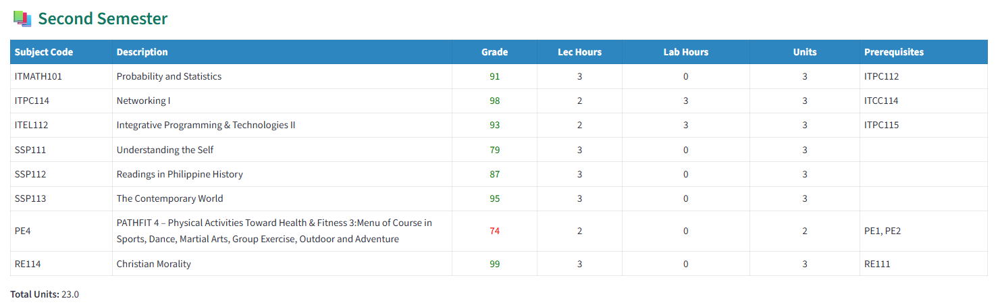 Second Semester
Subject Code Description Grade Lec Hours Lab Hours Units Prerequisites
ITMATH101 Probability and Statistics 91 3 0 3 ITPC112
ITPC114 Networking I 98 2 3 3 ITCC114
ITEL112 Integrative Programming & Technologies II 93 2 3 3 ITPC115
SSP111 Understanding the Self 79 3 0 3
SSP112 Readings in Philippine History 87 3 0 3
SSP113 The Contemporary World 95 3 0 3
PE4 PATHFIT 4 – Physical Activities Toward Health & Fitness 3:Menu of Course in
Sports, Dance, Martial Arts, Group Exercise, Outdoor and Adventure 74 2 0 2 PE1, PE2
RE114 Christian Morality 99 3 0 3 RE111
Total Units: 23.0